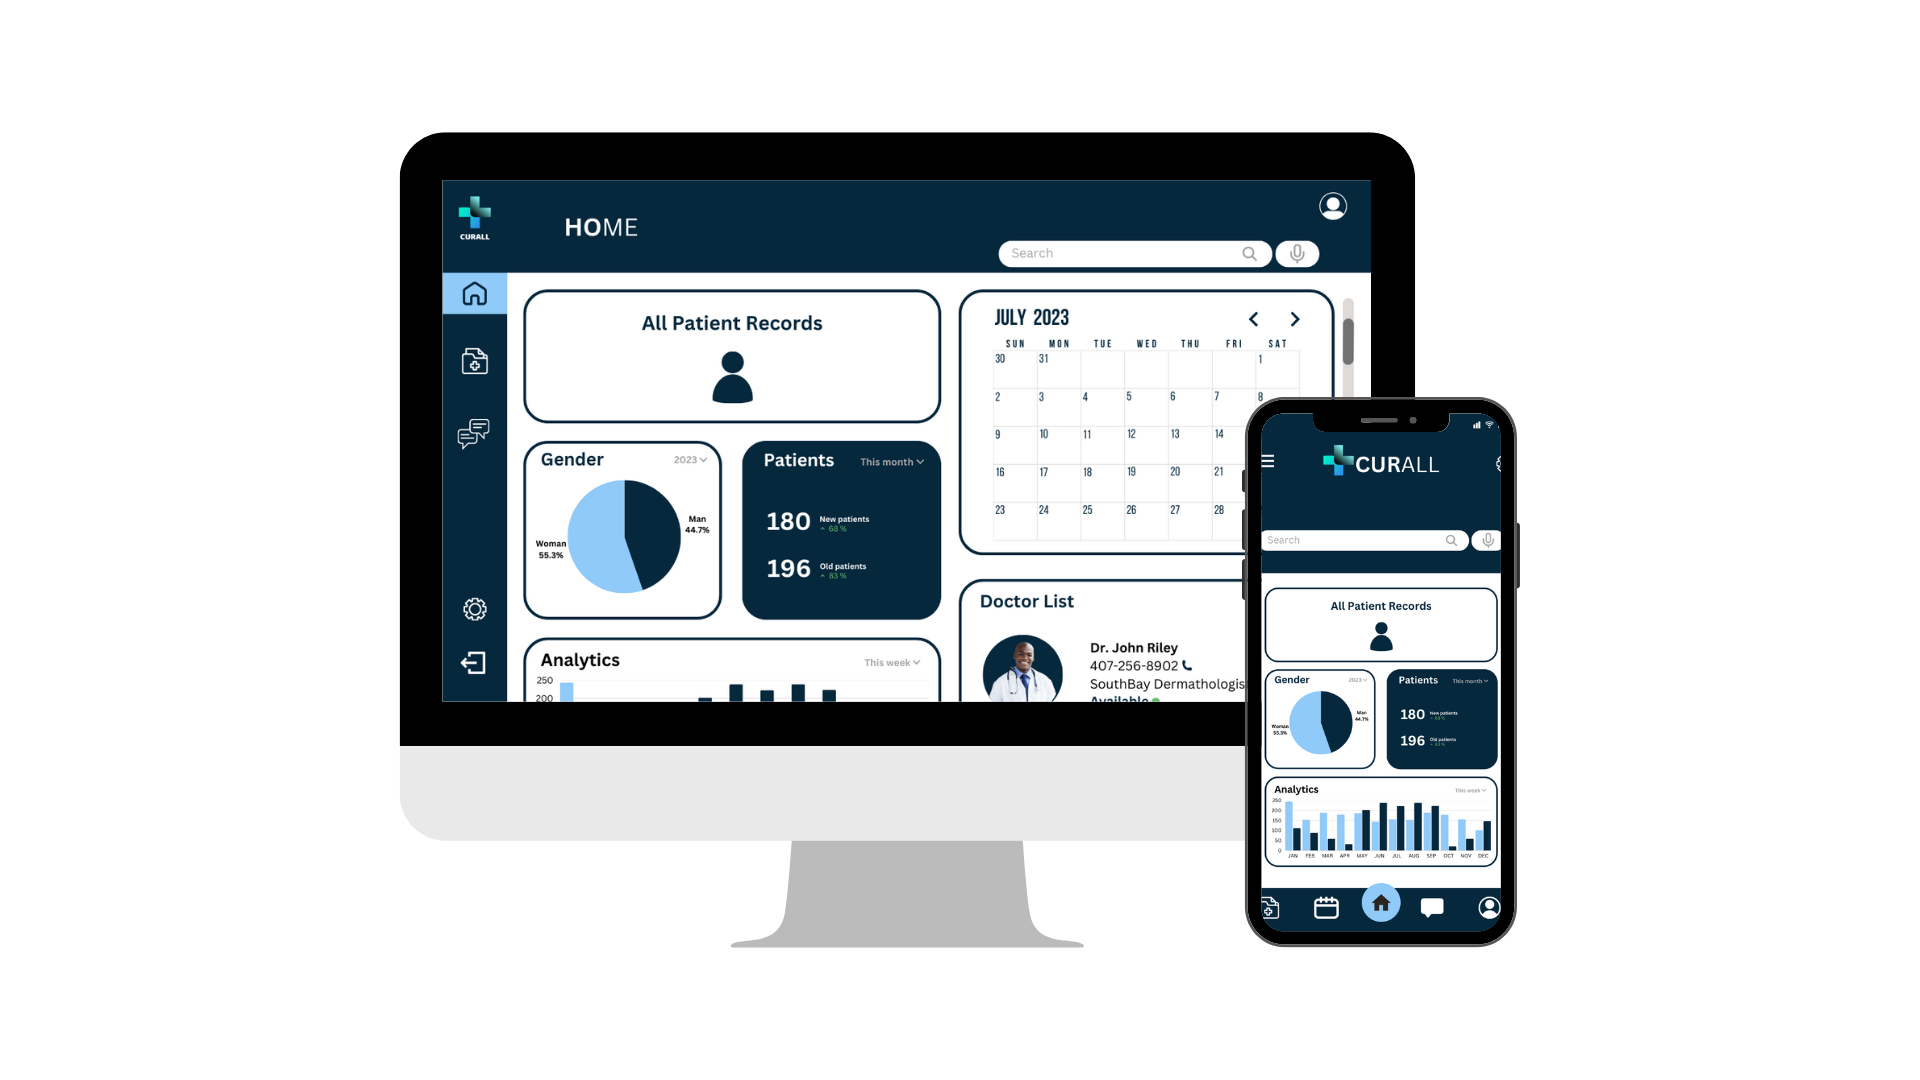 CURALL
HOME
Search
All Patient Records
Gender
2023
Man
44.7%
Woman
55.3%
Patients
This month
180
New patients
^ 68 %
196
Old patients
^ 83 %
Analytics
This week
250
200
JULY 2023
SUN MON TUE WED THU FRI SAT
30 31 1
2 3 4 5 6 7 8
9 10 11 12 13 14
16 17 18 19 20 21
23 24 25 26 27 28
Doctor List
Dr. John Riley
407-256-8902
SouthBay Dermathologis
Available
CURALL
Search
All Patient Records
Gender
2023
Man
44.7%
Woman
55.3%
Patients
This month
180
New patients
196
Old patients
Analytics
This week
250
200
150
100
50
0
JAN FEB MAR APR MAY JUN JUL AUG SEP OCT NOV DEC